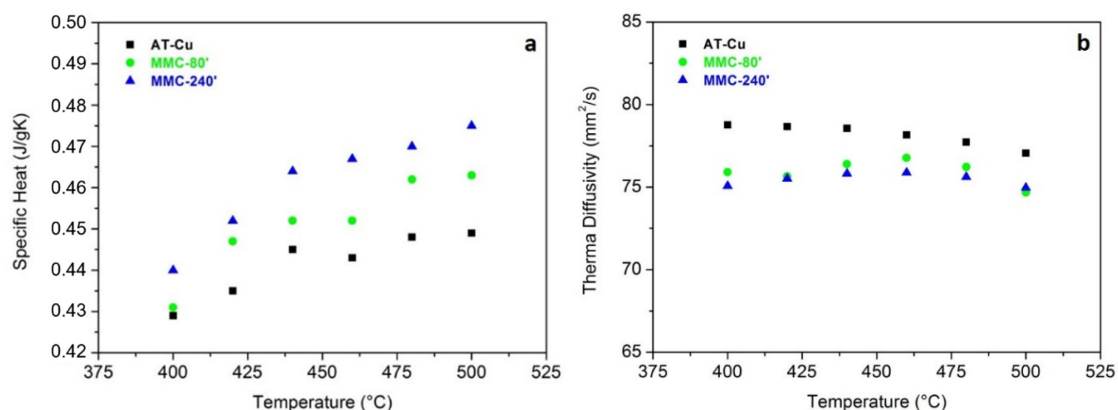 0.50
0.49
0.48
0.47
0.46
0.45
0.44
0.43
0.42
Specific Heat (J/gK)
AT-Cu
MMC-80'
MMC-240'
a
375 400 425 450 475 500 525
Temperature (°C)
85
80
75
70
65
Therma Diffusivity (mm²/s)
AT-Cu
MMC-80'
MMC-240'
b
375 400 425 450 475 500 525
Temperature (°C)